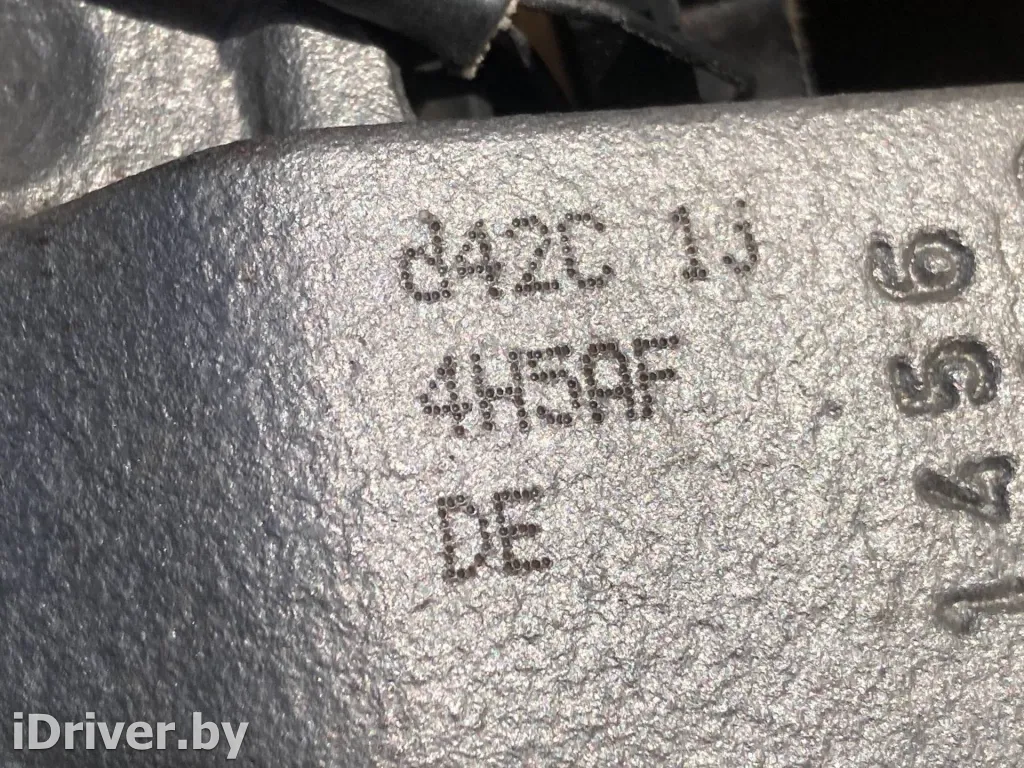 d42C 1J
4H5AF
DE
1456
iDriver.by